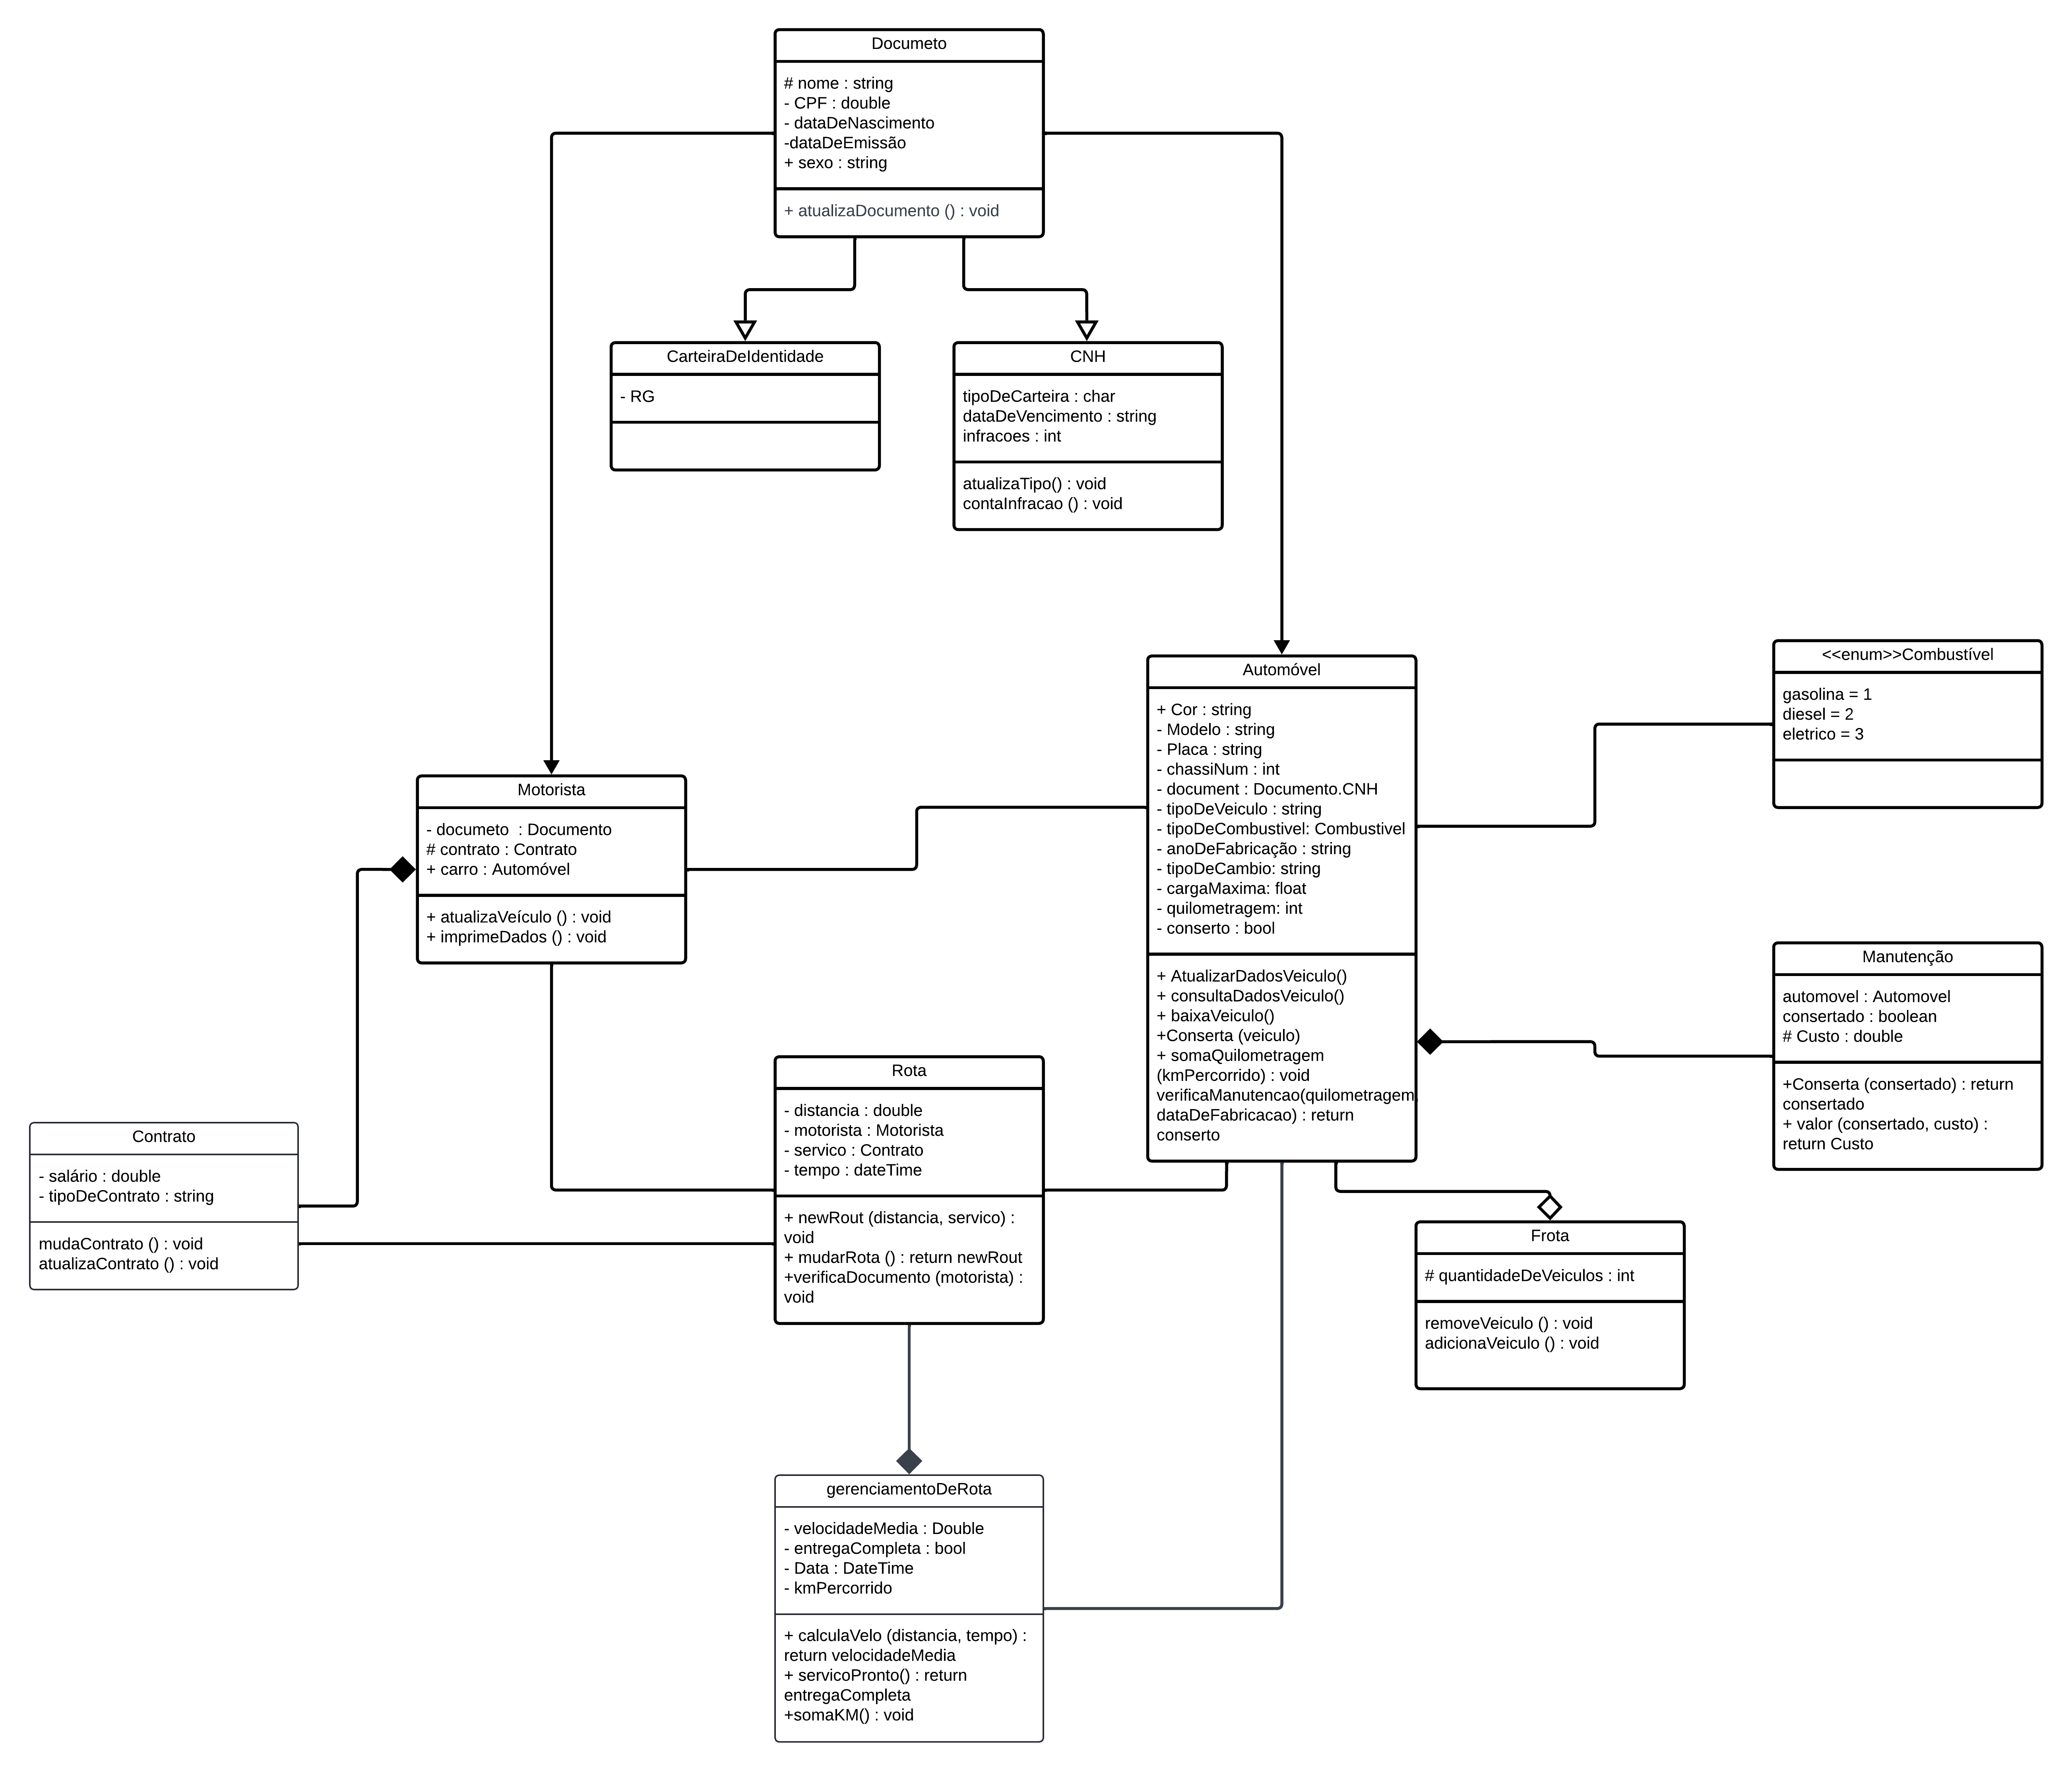 Documeto
# nome : string
- CPF : double
- dataDeNascimento
-dataDeEmissão
+ sexo : string
+ atualizaDocumento () : void
CarteiraDeIdentidade
- RG
CNH
tipoDeCarteira : char
dataDeVencimento : string
infracoes : int
atualizaTipo() : void
contaInfracao () : void
<<enum>>Combustível
gasolina = 1
diesel = 2
eletrico = 3
Automóvel
+ Cor : string
- Modelo : string
- Placa : string
- chassiNum : int
- document : Documento.CNH
- tipoDeVeiculo : string
- tipoDeCombustivel: Combustivel
- anoDeFabricação : string
- tipoDeCambio: string
- cargaMaxima: float
- quilometragem: int
- conserto : bool
+ AtualizarDadosVeiculo()
+ consultaDadosVeiculo()
+ baixaVeiculo()
+Conserta (veiculo)
+ somaQuilometragem
(kmPercorrido) : void
verificaManutencao(quilometragem,
dataDeFabricacao) : return
conserto
Motorista
- documeto  : Documento
# contrato : Contrato
+ carro : Automóvel
+ atualizaVeículo () : void
+ imprimeDados () : void
Manutenção
automovel : Automovel
consertado : boolean
# Custo : double
+Conserta (consertado) : return
consertado
+ valor (consertado, custo) :
return Custo
Rota
- distancia : double
- motorista : Motorista
- servico : Contrato
- tempo : dateTime
+ newRout (distancia, servico) :
void
+ mudarRota () : return newRout
+verificaDocumento (motorista) :
void
Contrato
- salário : double
- tipoDeContrato : string
mudaContrato () : void
atualizaContrato () : void
Frota
# quantidadeDeVeiculos : int
removeVeiculo () : void
adicionaVeiculo () : void
gerenciamentoDeRota
- velocidadeMedia : Double
- entregaCompleta : bool
- Data : DateTime
- kmPercorrido
+ calculaVelo (distancia, tempo) :
return velocidadeMedia
+ servicoPronto() : return
entregaCompleta
+somaKM() : void